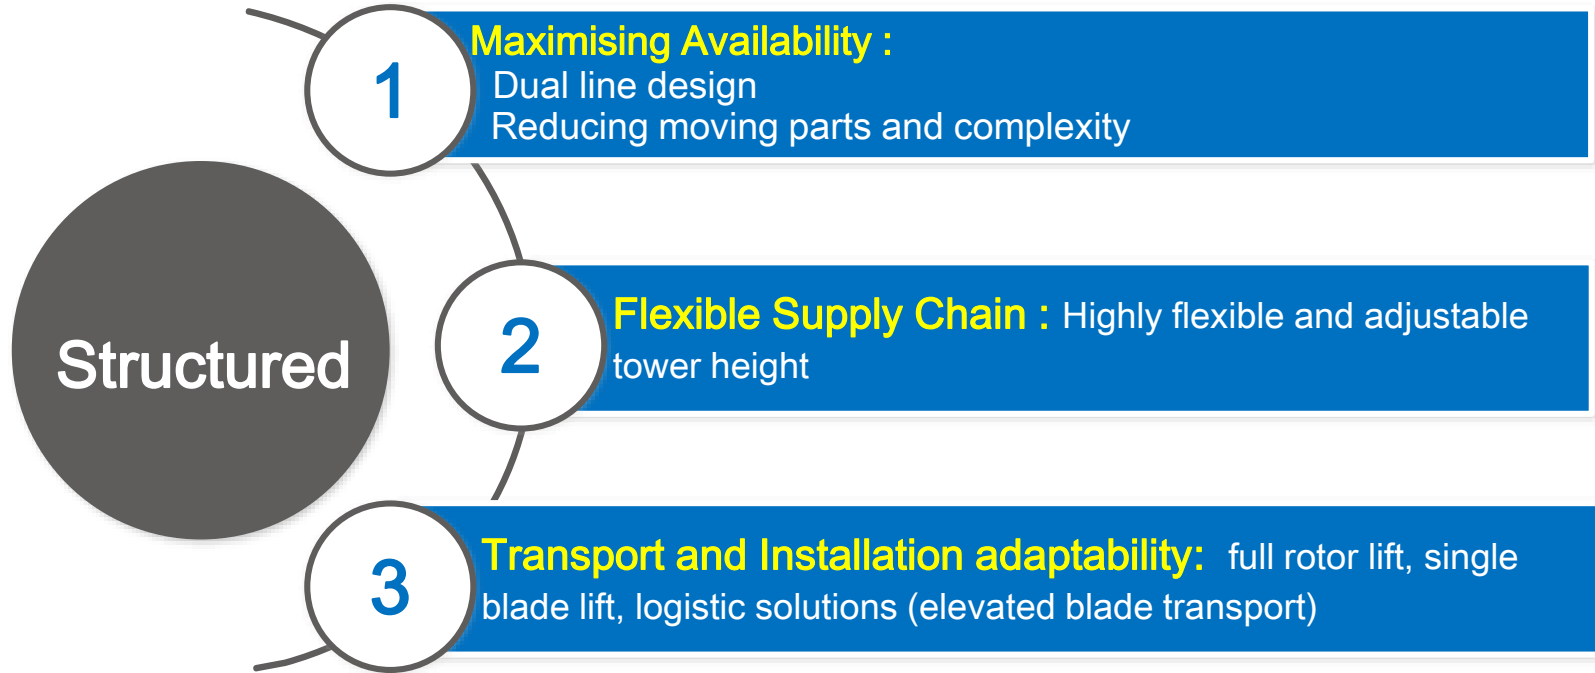 1
Maximising Availability :
Dual line design
Reducing moving parts and complexity
Structured
2
Flexible Supply Chain : Highly flexible and adjustable
tower height
3
Transport and Installation adaptability: full rotor lift, single
blade lift, logistic solutions (elevated blade transport)